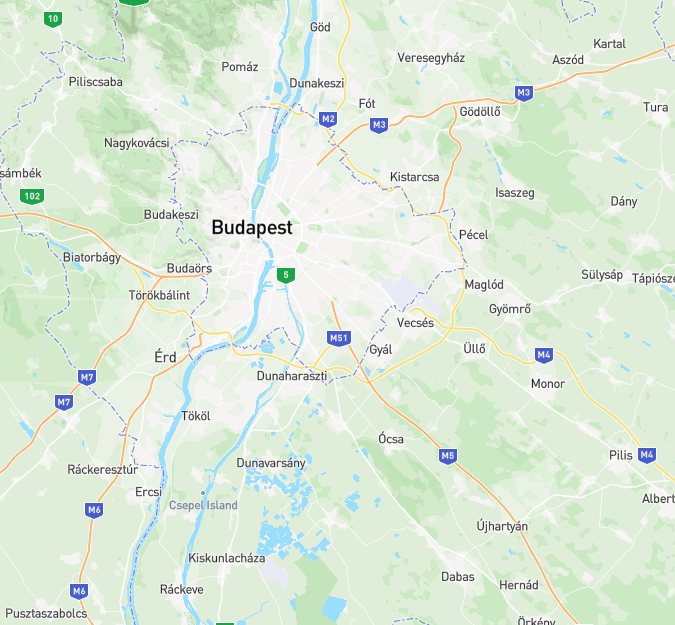 10
Göd
Kartal
Veresegyház
Aszód
Pomáz
Piliscsaba
Dunakeszi
M3
Fót
Tura
Gödöllő
M2
M3
Nagykovácsi
Kistarcsa
sámbék
Isaszeg
102
Dány
Budakeszi
Budapest
Pécel
Biatorbágy
Budaörs
5
Sülysáp
Tápiósze
Maglód
Törökbálint
Gyömrő
Vecsés
M51
Gyál
Üllő
Érd
M4
M7
Dunaharaszti
Monor
M7
Tököl
Ócsa
M5
Pilis
M4
Dunavarsány
Ráckeresztúr
Ercsi
Albert
Csepel Island
M6
Újhartyán
Kiskunlacháza
Dabas
Hernád
M6
Ráckeve
Pusztaszabolcs
Örkény